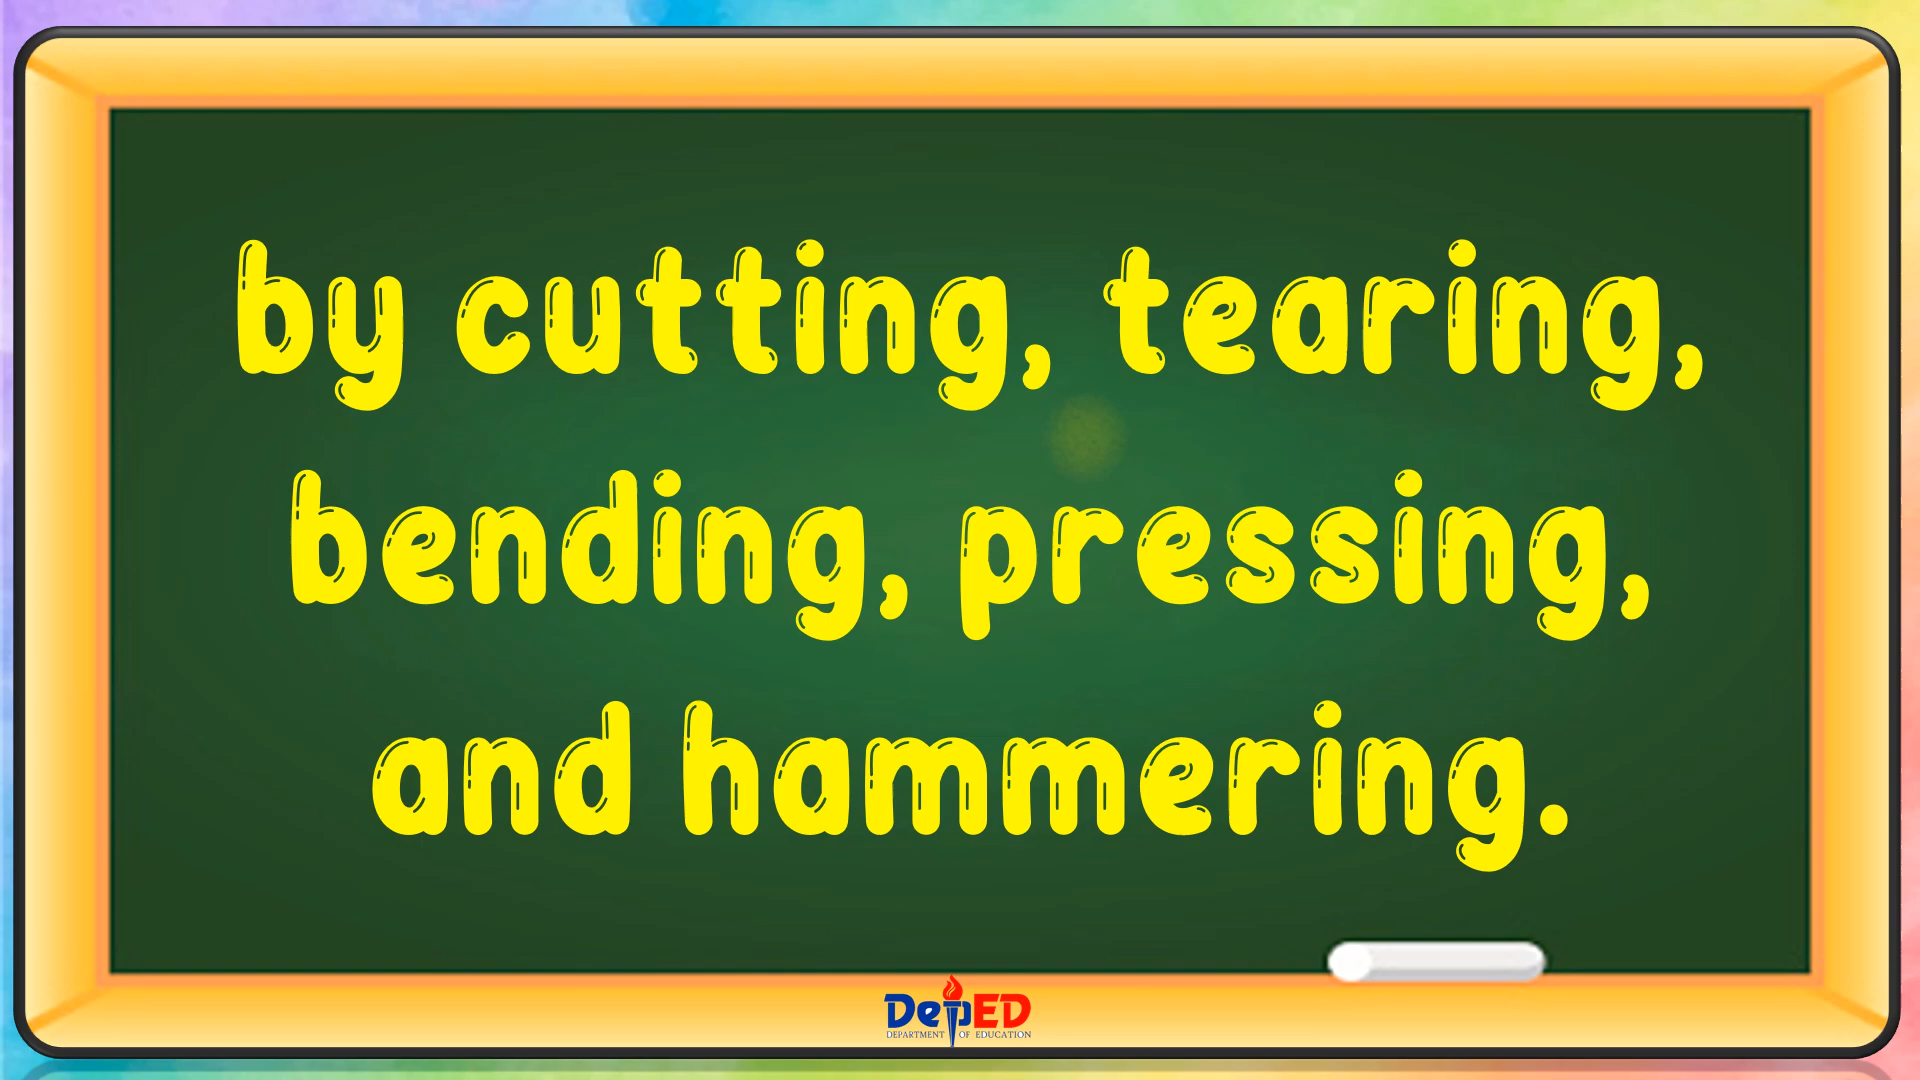 by cutting, tearing,
bending, pressing,
and hammering.
DepED
DEPARTMENT OF EDUCATION